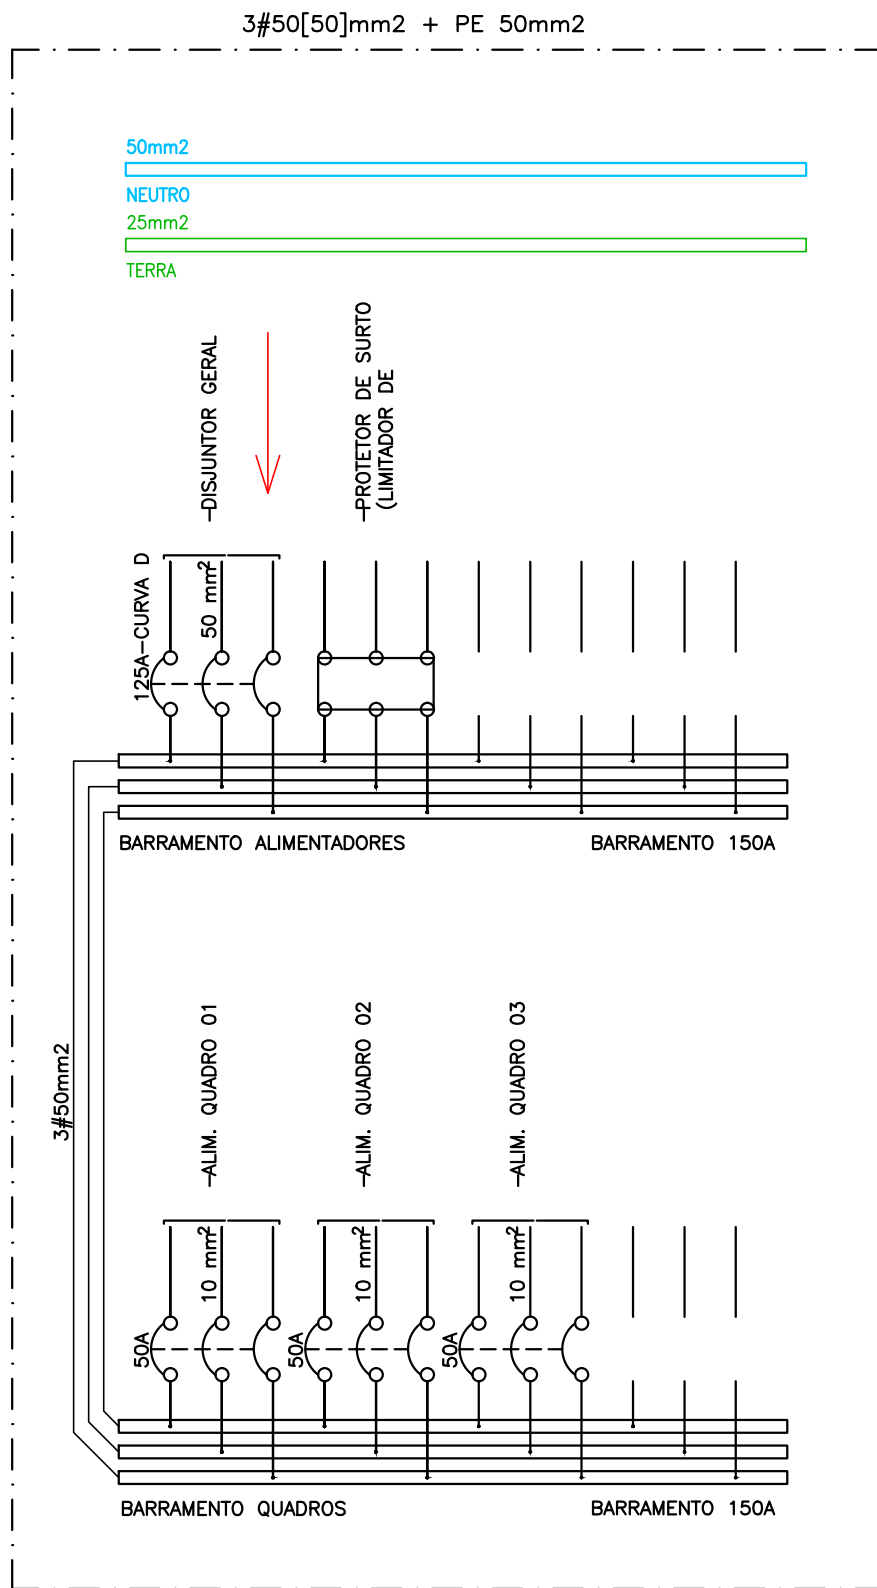 3#50[50]mm2 + PE 50mm2
50mm2
NEUTRO
25mm2
TERRA
DISJUNTOR GERAL
PROTETOR DE SURTO
(LIMITADOR DE
125A-CURVA D
50 mm2
BARRAMENTO ALIMENTADORES
BARRAMENTO 150A
3#50mm2
ALIM. QUADRO 01
ALIM. QUADRO 02
ALIM. QUADRO 03
50A
10 mm2
50A
10 mm2
50A
10 mm2
BARRAMENTO QUADROS
BARRAMENTO 150A